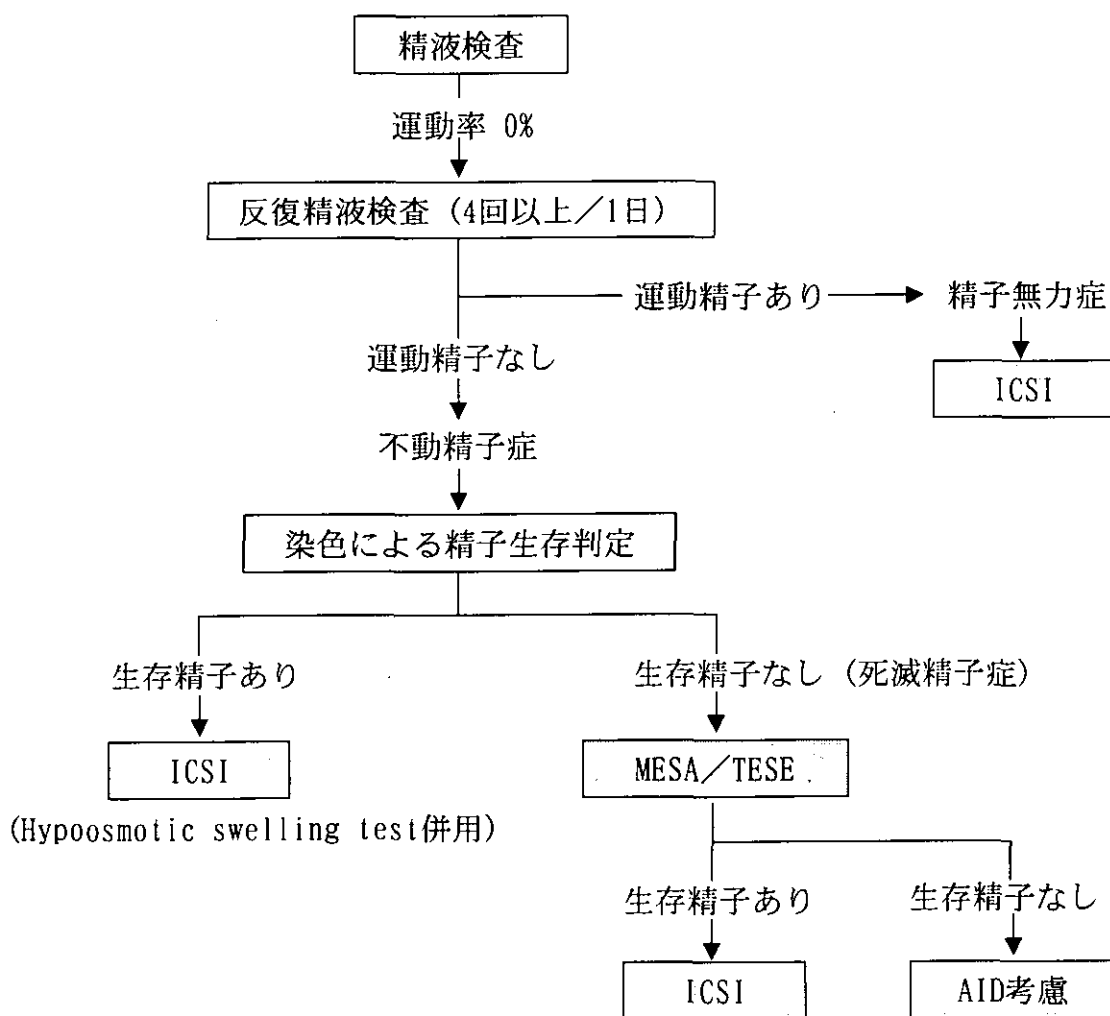 精液検査
運動率 0%
反復精液検査（4回以上／1日）
運動精子あり
精子無力症
運動精子なし
ICSI
不動精子症
染色による精子生存判定
生存精子あり
生存精子なし（死滅精子症）
ICSI
MESA／TESE
(Hypoosmotic swelling test併用)
生存精子あり
生存精子なし
ICSI
AID考慮